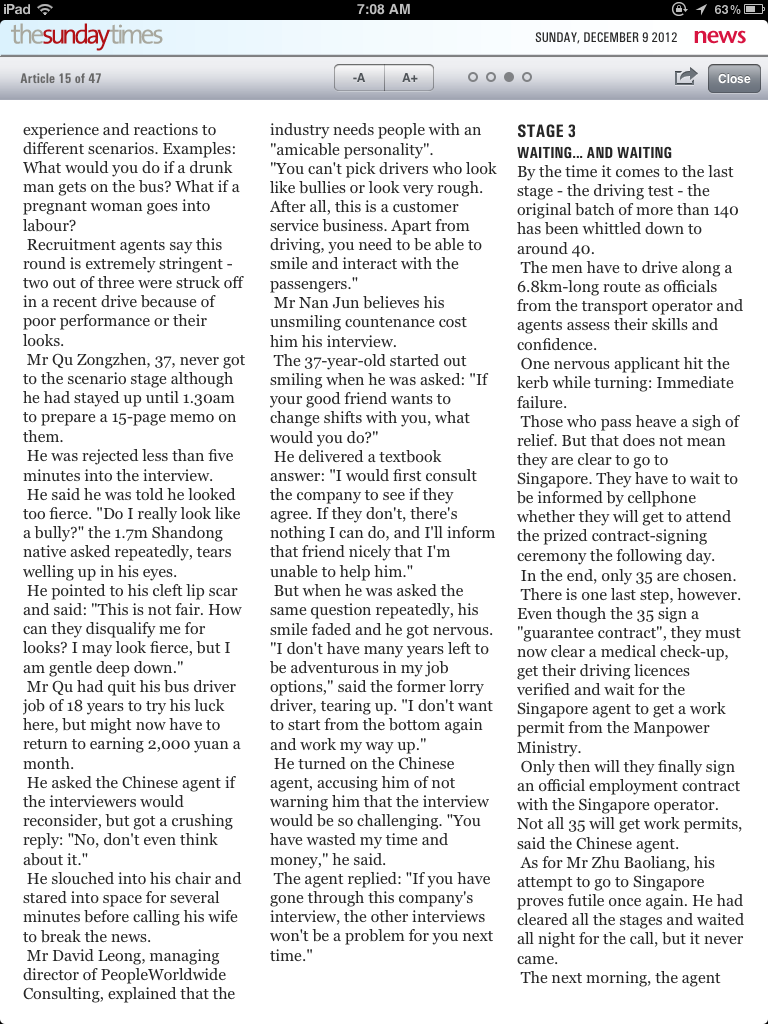 iPad 7:08 AM 63%
thesundaytimes SUNDAY, DECEMBER 9 2012 news
Article 15 of 47 -A A+ Close
experience and reactions to
different scenarios. Examples:
What would you do if a drunk
man gets on the bus? What if a
pregnant woman goes into
labour?
Recruitment agents say this
round is extremely stringent -
two out of three were struck off
in a recent drive because of
poor performance or their
looks.
Mr Qu Zongzhen, 37, never got
to the scenario stage although
he had stayed up until 1.30am
to prepare a 15-page memo on
them.
He was rejected less than five
minutes into the interview.
He said he was told he looked
too fierce. "Do I really look like
a bully?" the 1.7m Shandong
native asked repeatedly, tears
welling up in his eyes.
He pointed to his cleft lip scar
and said: "This is not fair. How
can they disqualify me for
looks? I may look fierce, but I
am gentle deep down."
Mr Qu had quit his bus driver
job of 18 years to try his luck
here, but might now have to
return to earning 2,000 yuan a
month.
He asked the Chinese agent if
the interviewers would
reconsider, but got a crushing
reply: "No, don't even think
about it."
He slouched into his chair and
stared into space for several
minutes before calling his wife
to break the news.
Mr David Leong, managing
director of PeopleWorldwide
Consulting, explained that the
industry needs people with an
"amicable personality".
"You can't pick drivers who look
like bullies or look very rough.
After all, this is a customer
service business. Apart from
driving, you need to be able to
smile and interact with the
passengers."
Mr Nan Jun believes his
unsmiling countenance cost
him his interview.
The 37-year-old started out
smiling when he was asked: "If
your good friend wants to
change shifts with you, what
would you do?"
He delivered a textbook
answer: "I would first consult
the company to see if they
agree. If they don't, there's
nothing I can do, and I'll inform
that friend nicely that I'm
unable to help him."
But when he was asked the
same question repeatedly, his
smile faded and he got nervous.
"I don't have many years left to
be adventurous in my job
options," said the former lorry
driver, tearing up. "I don't want
to start from the bottom again
and work my way up."
He turned on the Chinese
agent, accusing him of not
warning him that the interview
would be so challenging. "You
have wasted my time and
money," he said.
The agent replied: "If you have
gone through this company's
interview, the other interviews
won't be a problem for you next
time."
STAGE 3
WAITING... AND WAITING
By the time it comes to the last
stage - the driving test - the
original batch of more than 140
has been whittled down to
around 40.
The men have to drive along a
6.8km-long route as officials
from the transport operator and
agents assess their skills and
confidence.
One nervous applicant hit the
kerb while turning: Immediate
failure.
Those who pass heave a sigh of
relief. But that does not mean
they are clear to go to
Singapore. They have to wait to
be informed by cellphone
whether they will get to attend
the prized contract-signing
ceremony the following day.
In the end, only 35 are chosen.
There is one last step, however.
Even though the 35 sign a
"guarantee contract", they must
now clear a medical check-up,
get their driving licences
verified and wait for the
Singapore agent to get a work
permit from the Manpower
Ministry.
Only then will they finally sign
an official employment contract
with the Singapore operator.
Not all 35 will get work permits,
said the Chinese agent.
As for Mr Zhu Baoliang, his
attempt to go to Singapore
proves futile once again. He had
cleared all the stages and waited
all night for the call, but it never
came.
The next morning, the agent